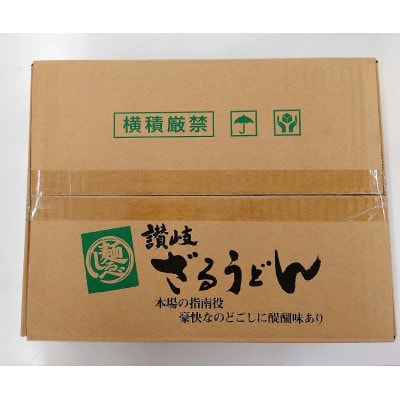 横積厳禁
麺
讃岐
ざるうどん
本場の指南役
豪快なのどごしに醍醐味あり